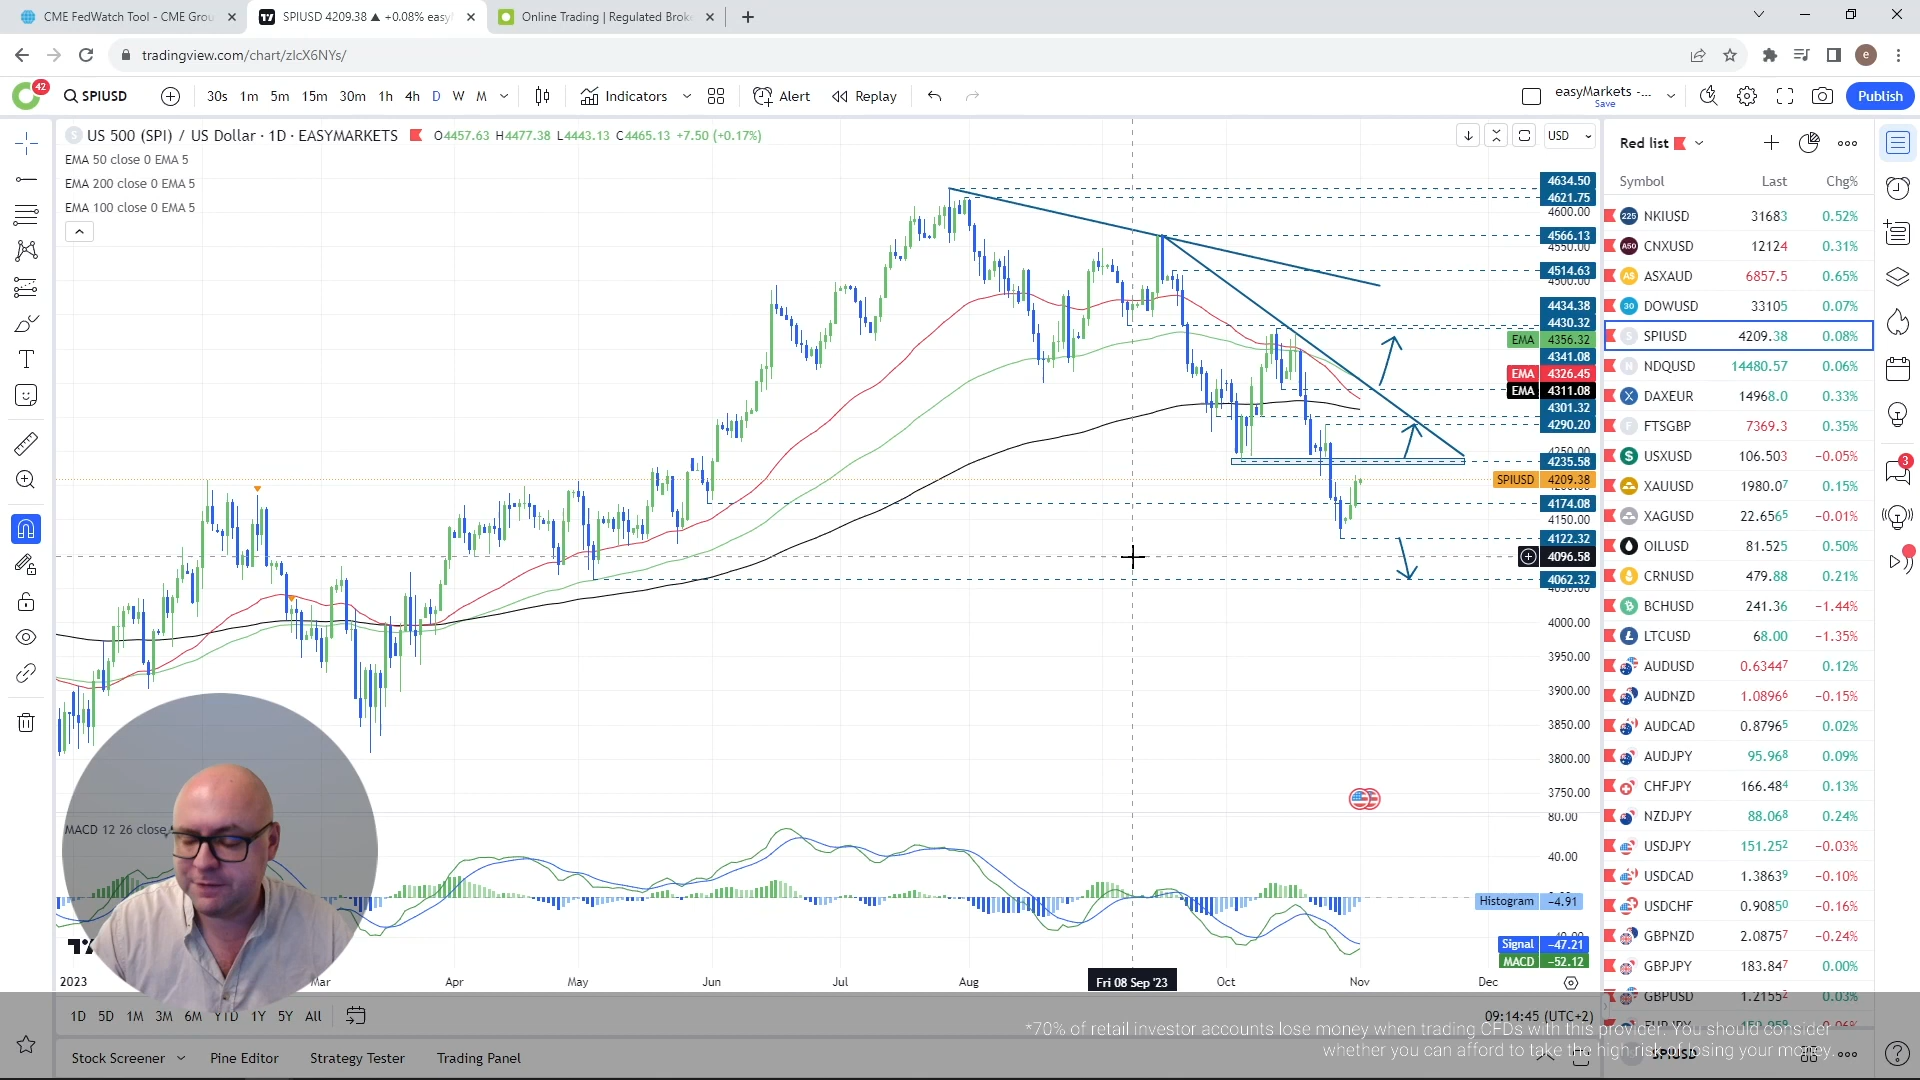 CME FedWatch Tool - CME Grou
SPIUSD 4209.38 ▲ +0.08% easyM
Online Trading | Regulated Brok
tradingview.com/chart/zIcX6NYs/
e
42
SPIUSD
30s 1m 5m 15m 30m 1h 4h D W M
Indicators
Alert
Replay
easyMarkets -...
Save
Publish
US 500 (SPI) / US Dollar · 1D · EASYMARKETS
O4457.63 H4477.38 L4443.13 C4465.13 +7.50 (+0.17%)
USD
EMA 50 close 0 EMA 5
EMA 200 close 0 EMA 5
EMA 100 close 0 EMA 5
4634.50
4621.75
4600.00
4566.13
4550.00
4514.63
4500.00
4434.38
4430.32
EMA 4356.32
4341.08
EMA 4326.45
EMA 4311.08
4301.32
4290.20
4250.00
4235.58
SPIUSD 4209.38
4174.08
4150.00
4122.32
4096.58
4062.32
4050.00
4000.00
3950.00
3900.00
3850.00
3800.00
3750.00
MACD 12 26 close
80.00
40.00
Histogram −4.91
Signal −47.21
MACD −52.12
2023 Mar Apr May Jun Jul Aug Fri 08 Sep '23 Oct Nov Dec
1D 5D 1M 3M 6M YTD 1Y 5Y All
09:14:45 (UTC+2)
Stock Screener Pine Editor Strategy Tester Trading Panel
Red list
Symbol Last Chg%
225 NKIUSD 31683 0.52%
A50 CNXUSD 12124 0.31%
A$ ASXAUD 6857.5 0.65%
30 DOWUSD 33105 0.07%
S SPIUSD 4209.38 0.08%
N NDQUSD 14480.57 0.06%
X DAXEUR 14968.0 0.33%
F FTSGBP 7369.3 0.35%
$ USXUSD 106.503 −0.05%
XAUUSD 1980.07 0.15%
XAGUSD 22.6565 −0.01%
OILUSD 81.525 0.50%
CRNUSD 479.88 0.21%
BCHUSD 241.36 −1.44%
LTCUSD 68.00 −1.35%
AUDUSD 0.63447 0.12%
AUDNZD 1.08966 −0.15%
AUDCAD 0.87965 0.02%
AUDJPY 95.968 0.09%
CHFJPY 166.484 0.13%
NZDJPY 88.068 0.24%
USDJPY 151.252 −0.03%
USDCAD 1.38639 −0.10%
USDCHF 0.90850 −0.16%
GBPNZD 2.08757 −0.24%
GBPJPY 183.847 0.00%
GBPUSD 1.21552 0.03%
SPIUSD
3
*70% of retail investor accounts lose money when trading CFDs with this provider. You should consider
whether you can afford to take the high risk of losing your money.